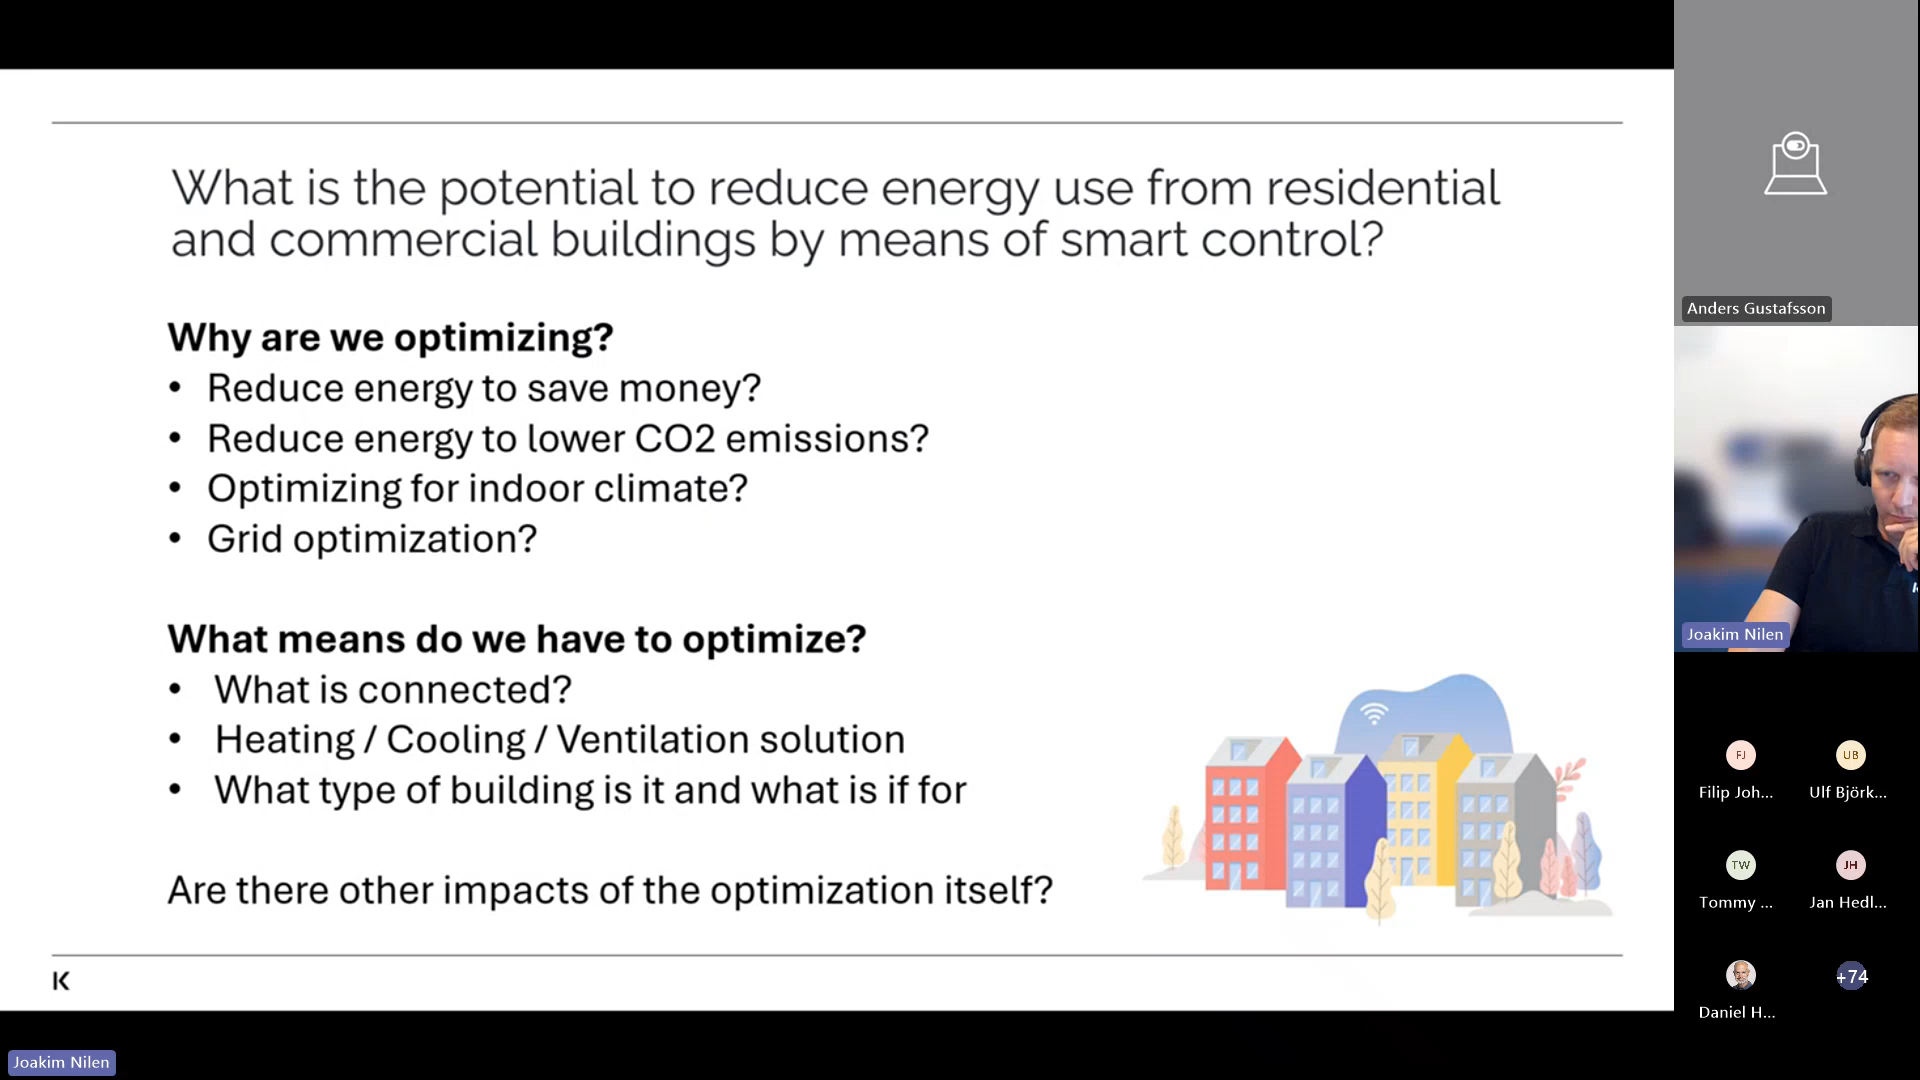 What is the potential to reduce energy use from residential
and commercial buildings by means of smart control?
Why are we optimizing?
• Reduce energy to save money?
• Reduce energy to lower CO2 emissions?
• Optimizing for indoor climate?
• Grid optimization?
What means do we have to optimize?
• What is connected?
• Heating / Cooling / Ventilation solution
• What type of building is it and what is if for
Are there other impacts of the optimization itself?
K
Joakim Nilen
Anders Gustafsson
Joakim Nilen
FJ
Filip Joh...
UB
Ulf Björk...
TW
Tommy ...
JH
Jan Hedl...
Daniel H...
+74